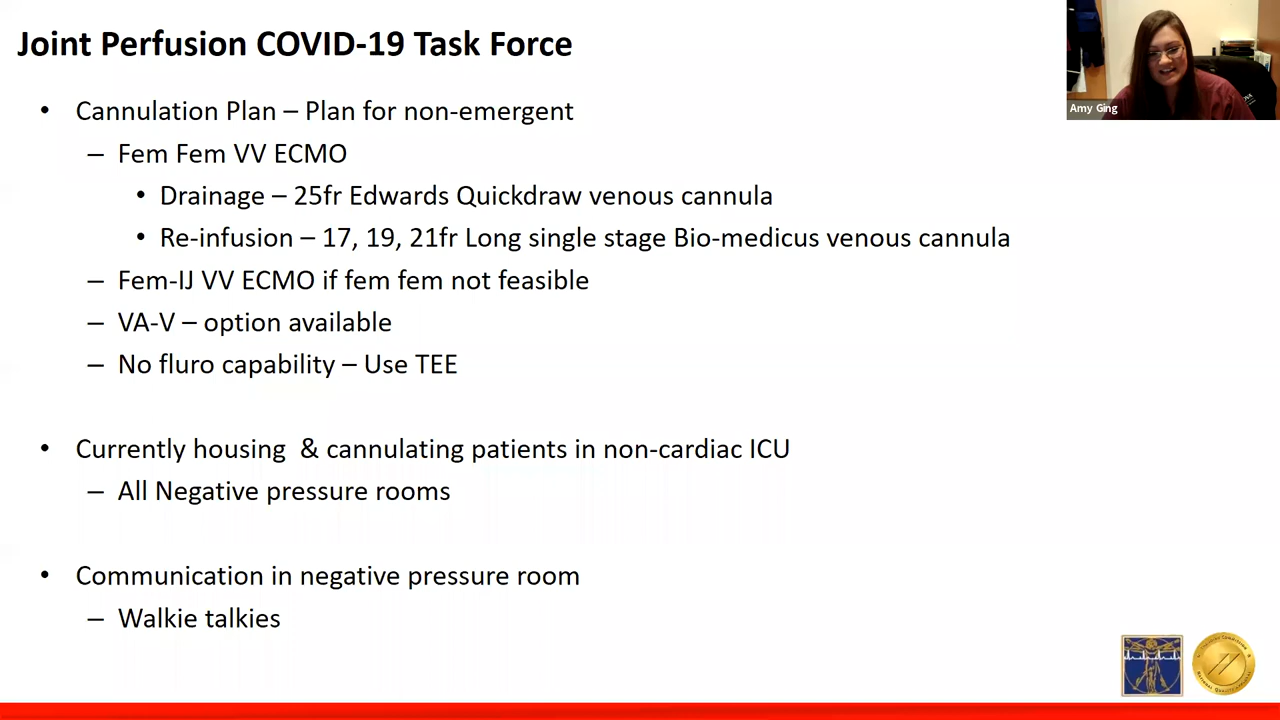 Joint Perfusion COVID-19 Task Force
Amy Ging
• Cannulation Plan – Plan for non-emergent
– Fem Fem VV ECMO
• Drainage – 25fr Edwards Quickdraw venous cannula
• Re-infusion – 17, 19, 21fr Long single stage Bio-medicus venous cannula
– Fem-IJ VV ECMO if fem fem not feasible
– VA-V – option available
– No fluro capability – Use TEE
• Currently housing & cannulating patients in non-cardiac ICU
– All Negative pressure rooms
• Communication in negative pressure room
– Walkie talkies